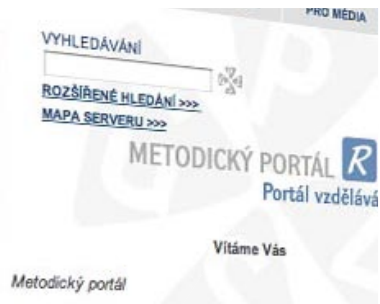 PRO MÉDIA
VYHLEDÁVÁNÍ
ROZŠÍŘENÉ HLEDÁNÍ >>>
MAPA SERVERU >>>
METODICKÝ PORTÁL R
Portál vzdělává
Vítáme Vás
Metodický portál